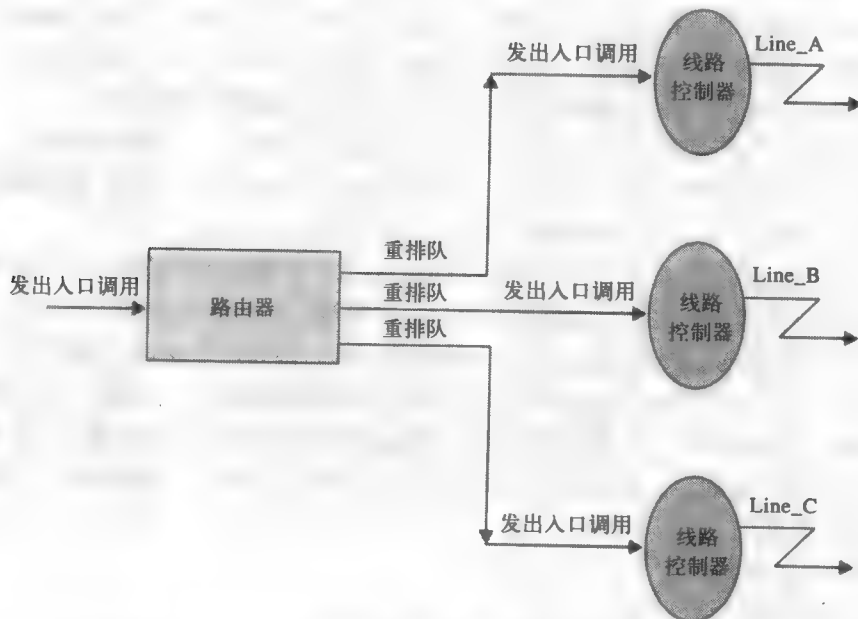 发出入口调用
线路
控制器
Line_A
重排队
发出入口调用
路由器
重排队
发出入口调用
线路
控制器
Line_B
重排队
发出入口调用
线路
控制器
Line_C